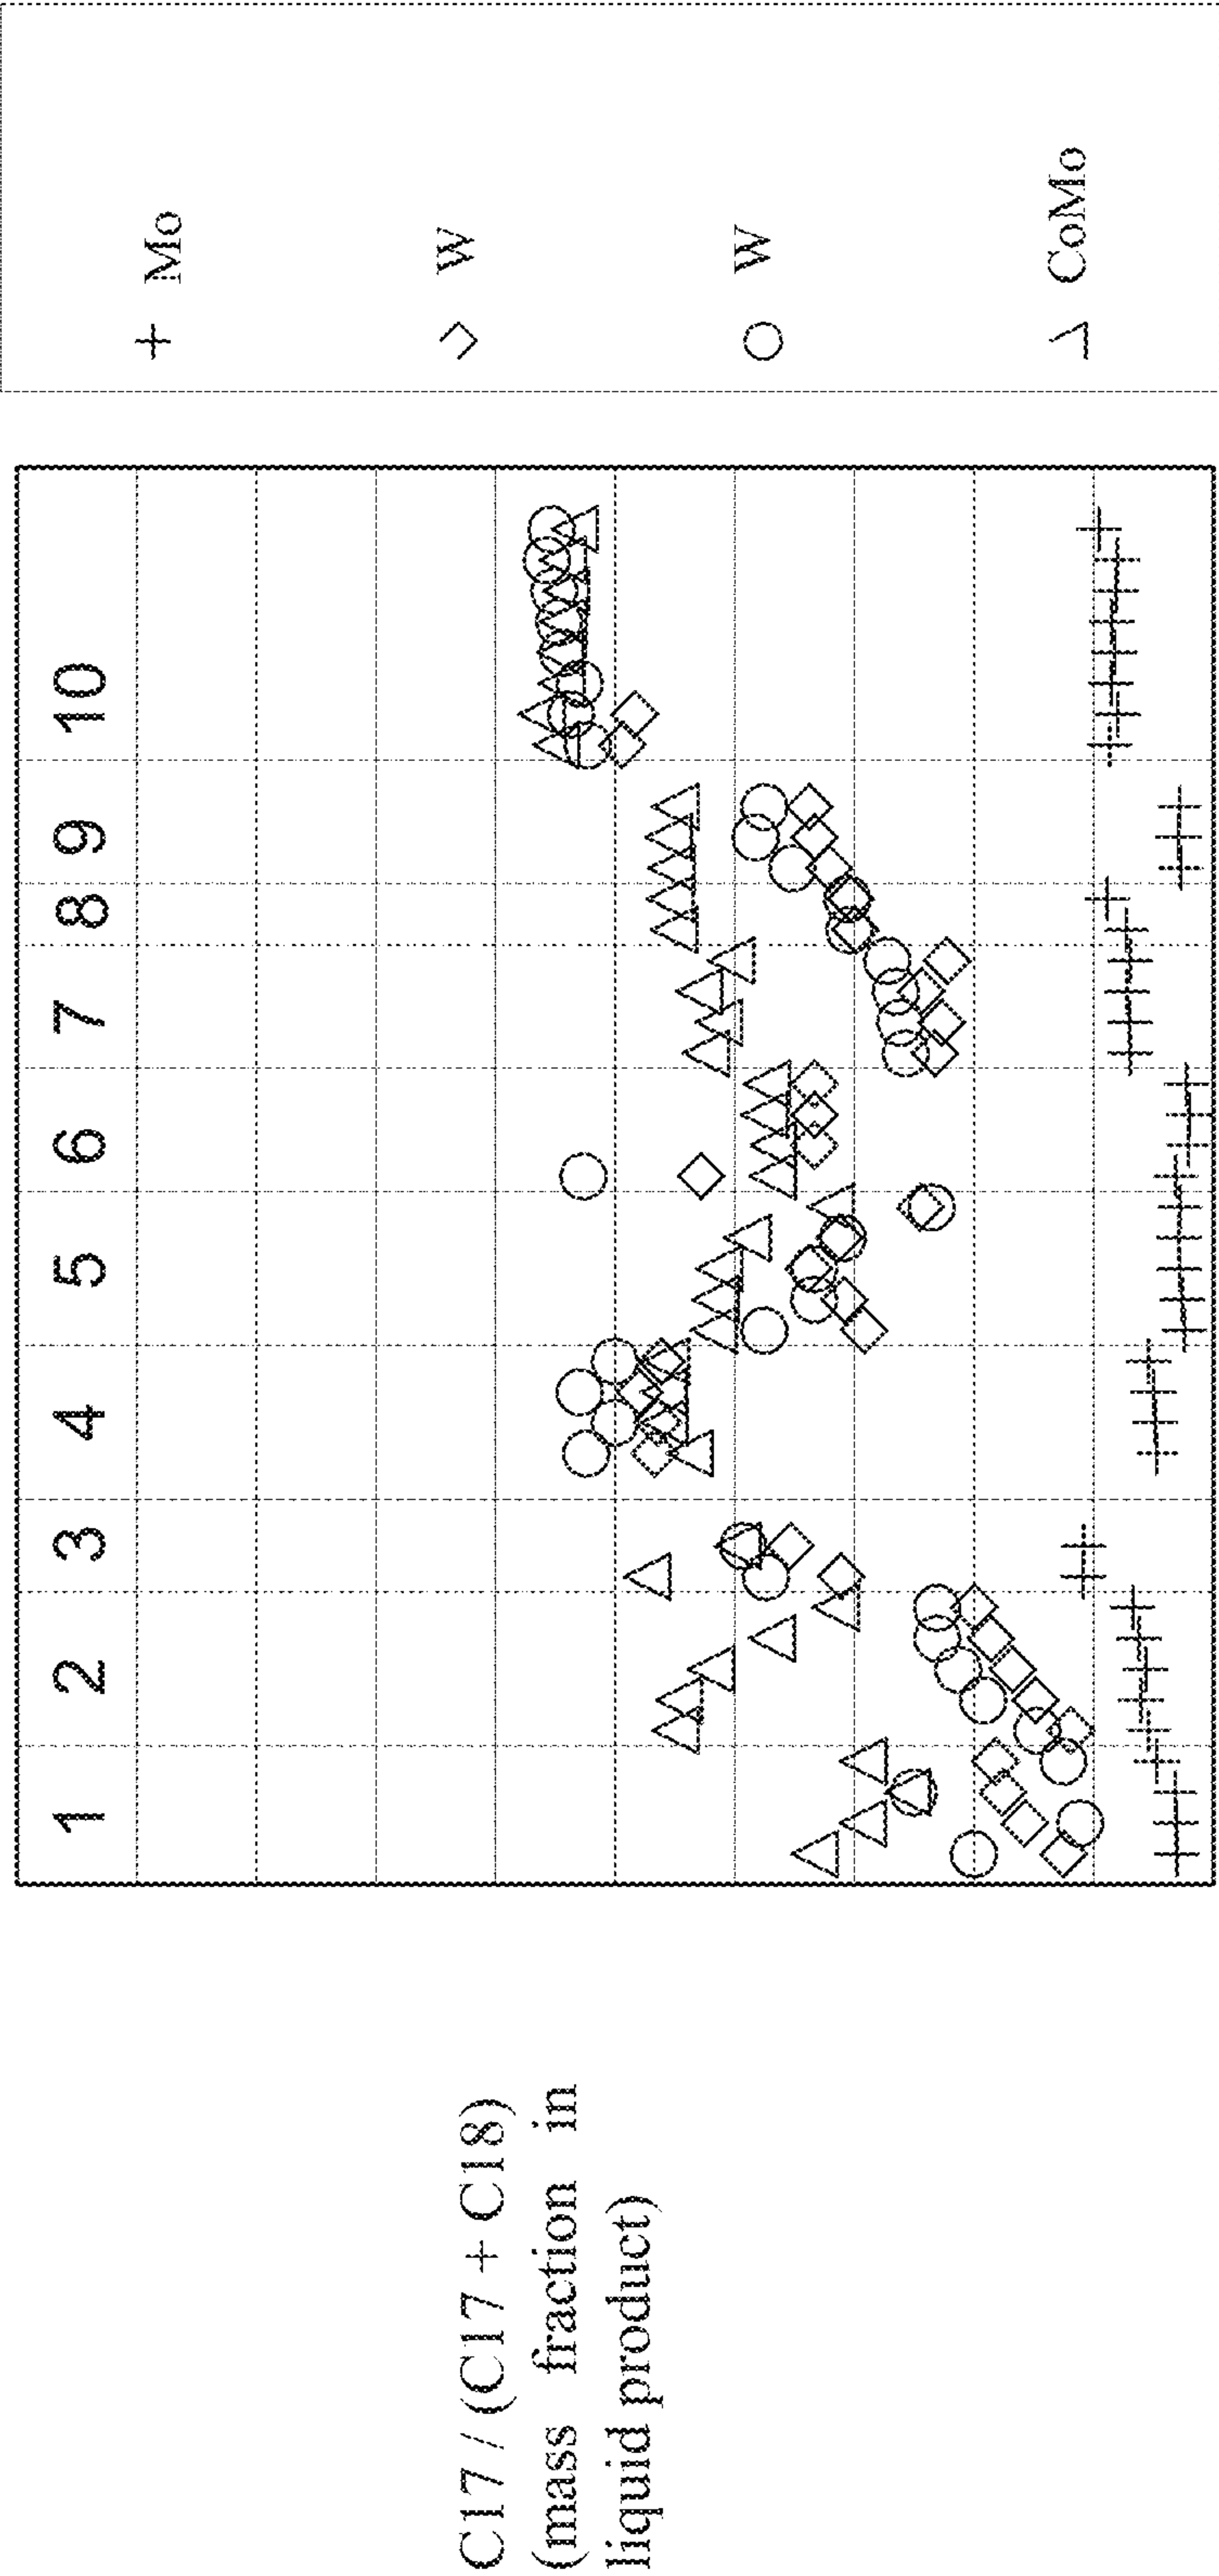 C17 / (C17 + C18)
(mass fraction in
liquid product)
1 2 3 4 5 6 7 8 9 10
Mo
W
W
CoMo